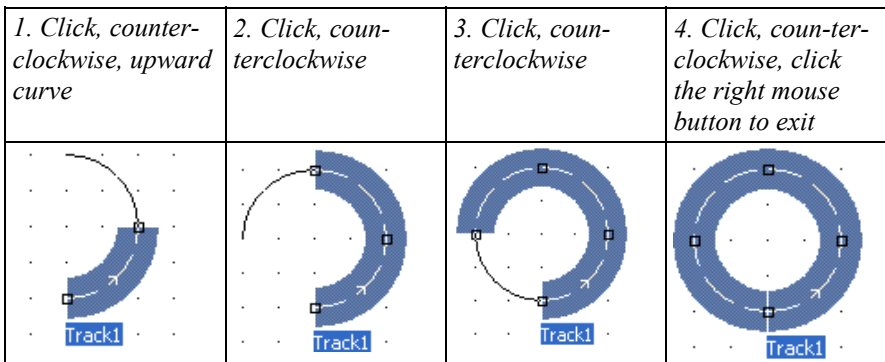 1. Click, counter-
clockwise, upward
curve
2. Click, coun-
terclockwise
3. Click, coun-
terclockwise
4. Click, coun-ter-
clockwise, click
the right mouse
button to exit
Track1
Track1
Track1
Track1